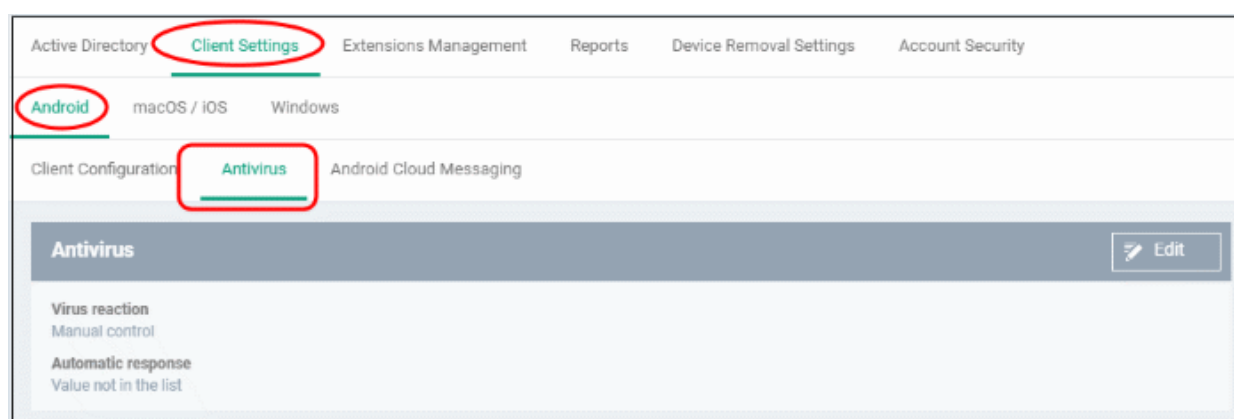 Active Directory Client Settings Extensions Management Reports Device Removal Settings Account Security
Android macOS / iOS Windows
Client Configuration Antivirus Android Cloud Messaging
Antivirus Edit
Virus reaction
Manual control
Automatic response
Value not in the list